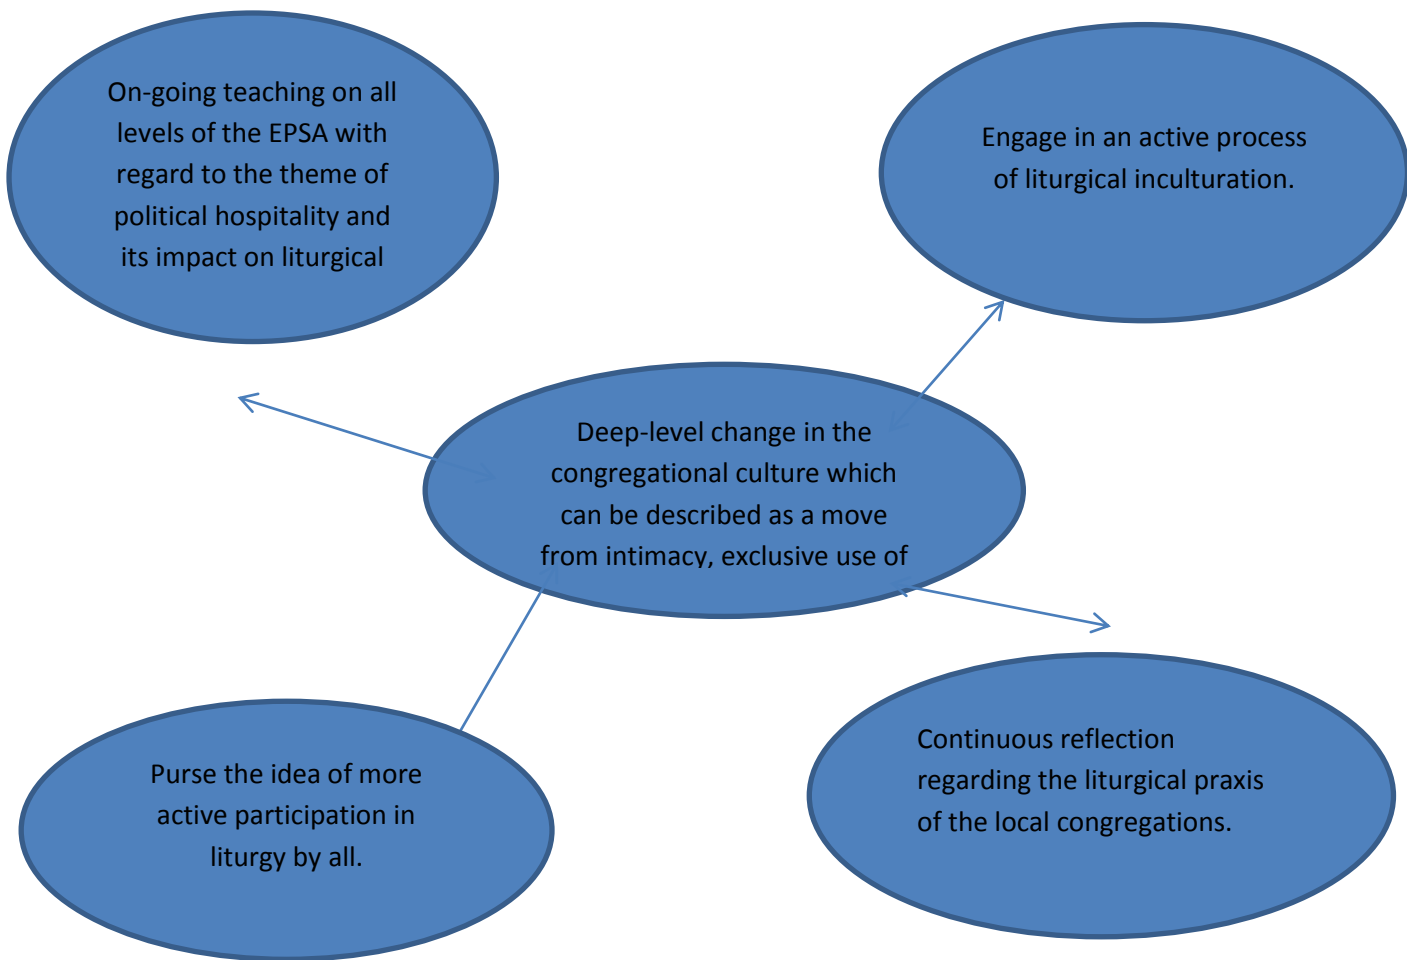 On-going teaching on all
levels of the EPSA with
regard to the theme of
political hospitality and
its impact on liturgical
Engage in an active process
of liturgical inculturation.
Deep-level change in the
congregational culture which
can be described as a move
from intimacy, exclusive use of
Purse the idea of more
active participation in
liturgy by all.
Continuous reflection
regarding the liturgical praxis
of the local congregations.